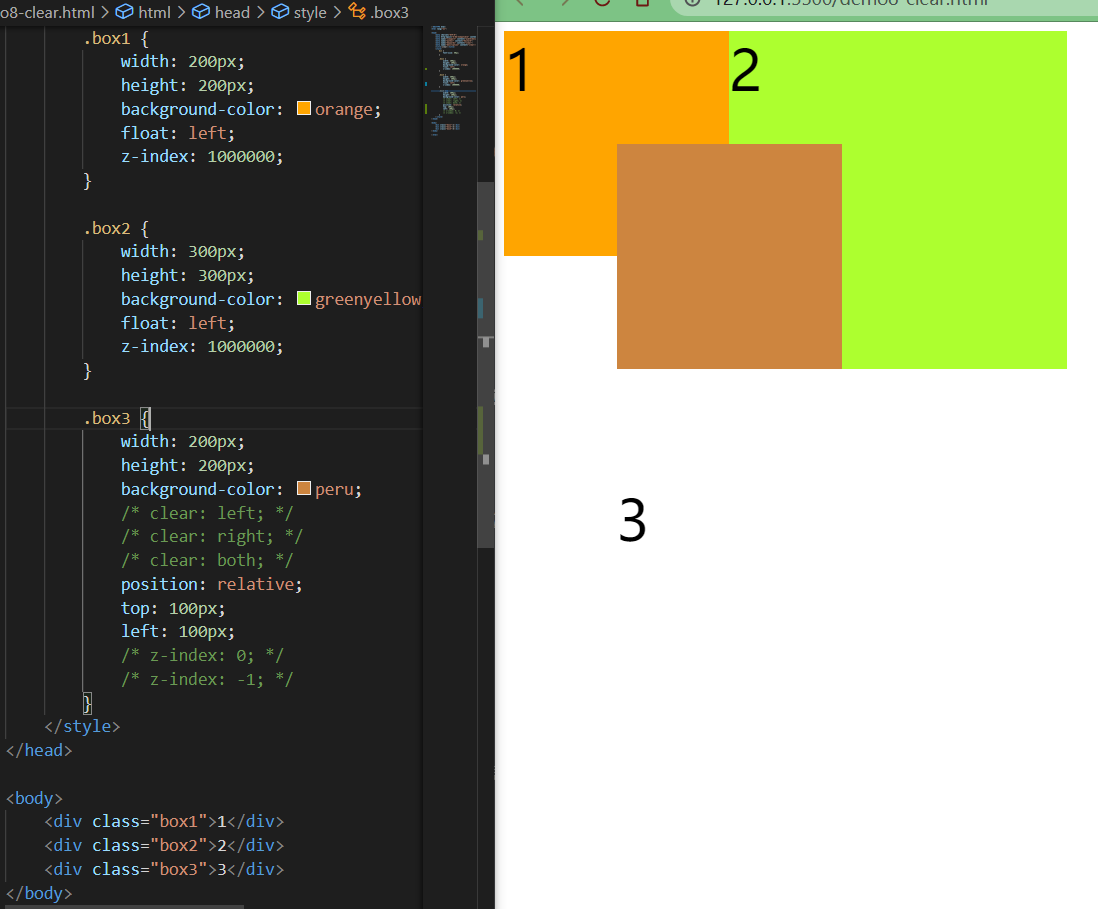 o8-clear.html > html > head > style > .box3
.box1 {
width: 200px;
height: 200px;
background-color: orange;
float: left;
z-index: 1000000;
}
.box2 {
width: 300px;
height: 300px;
background-color: greenyellow
float: left;
z-index: 1000000;
}
.box3 {
width: 200px;
height: 200px;
background-color: peru;
/* clear: left; */
/* clear: right; */
/* clear: both; */
position: relative;
top: 100px;
left: 100px;
/* z-index: 0; */
/* z-index: -1; */
}
</style>
</head>
<body>
<div class="box1">1</div>
<div class="box2">2</div>
<div class="box3">3</div>
</body>
127.0.0.1:5500/demo8-clear.html
1
2
3